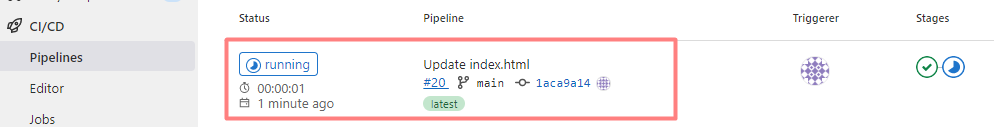 CI/CD
Pipelines
Editor
Jobs
Status Pipeline Triggerer Stages
running
00:00:01
1 minute ago
Update index.html
#20 main 1aca9a14
latest